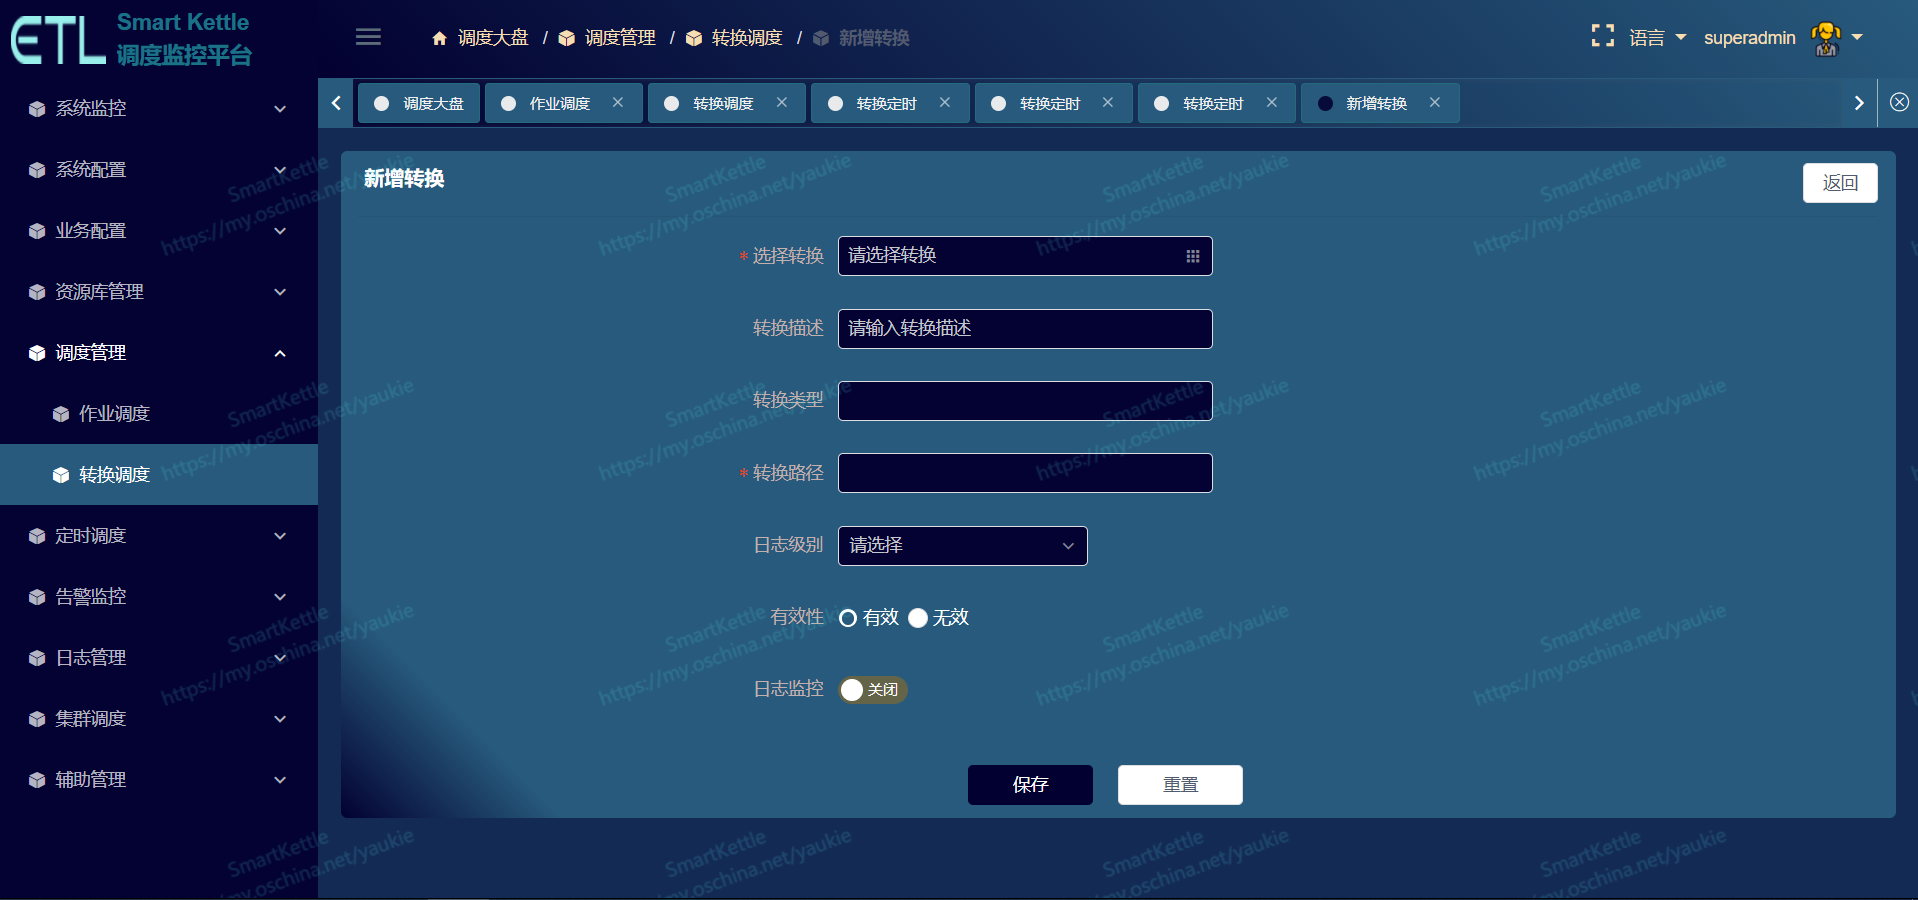 ETL
Smart Kettle
调度监控平台
调度大盘 / 调度管理 / 转换调度 / 新增转换
语言 superadmin
调度大盘 作业调度 转换调度 转换定时 转换定时 转换定时 新增转换
系统监控
系统配置
业务配置
资源库管理
调度管理
作业调度
转换调度
定时调度
告警监控
日志管理
集群调度
辅助管理
新增转换
返回
* 选择转换 请选择转换
转换描述 请输入转换描述
转换类型
* 转换路径
日志级别 请选择
有效性 有效 无效
日志监控 关闭
保存 重置
SmartKettle
https://my.oschina.net/yaukie